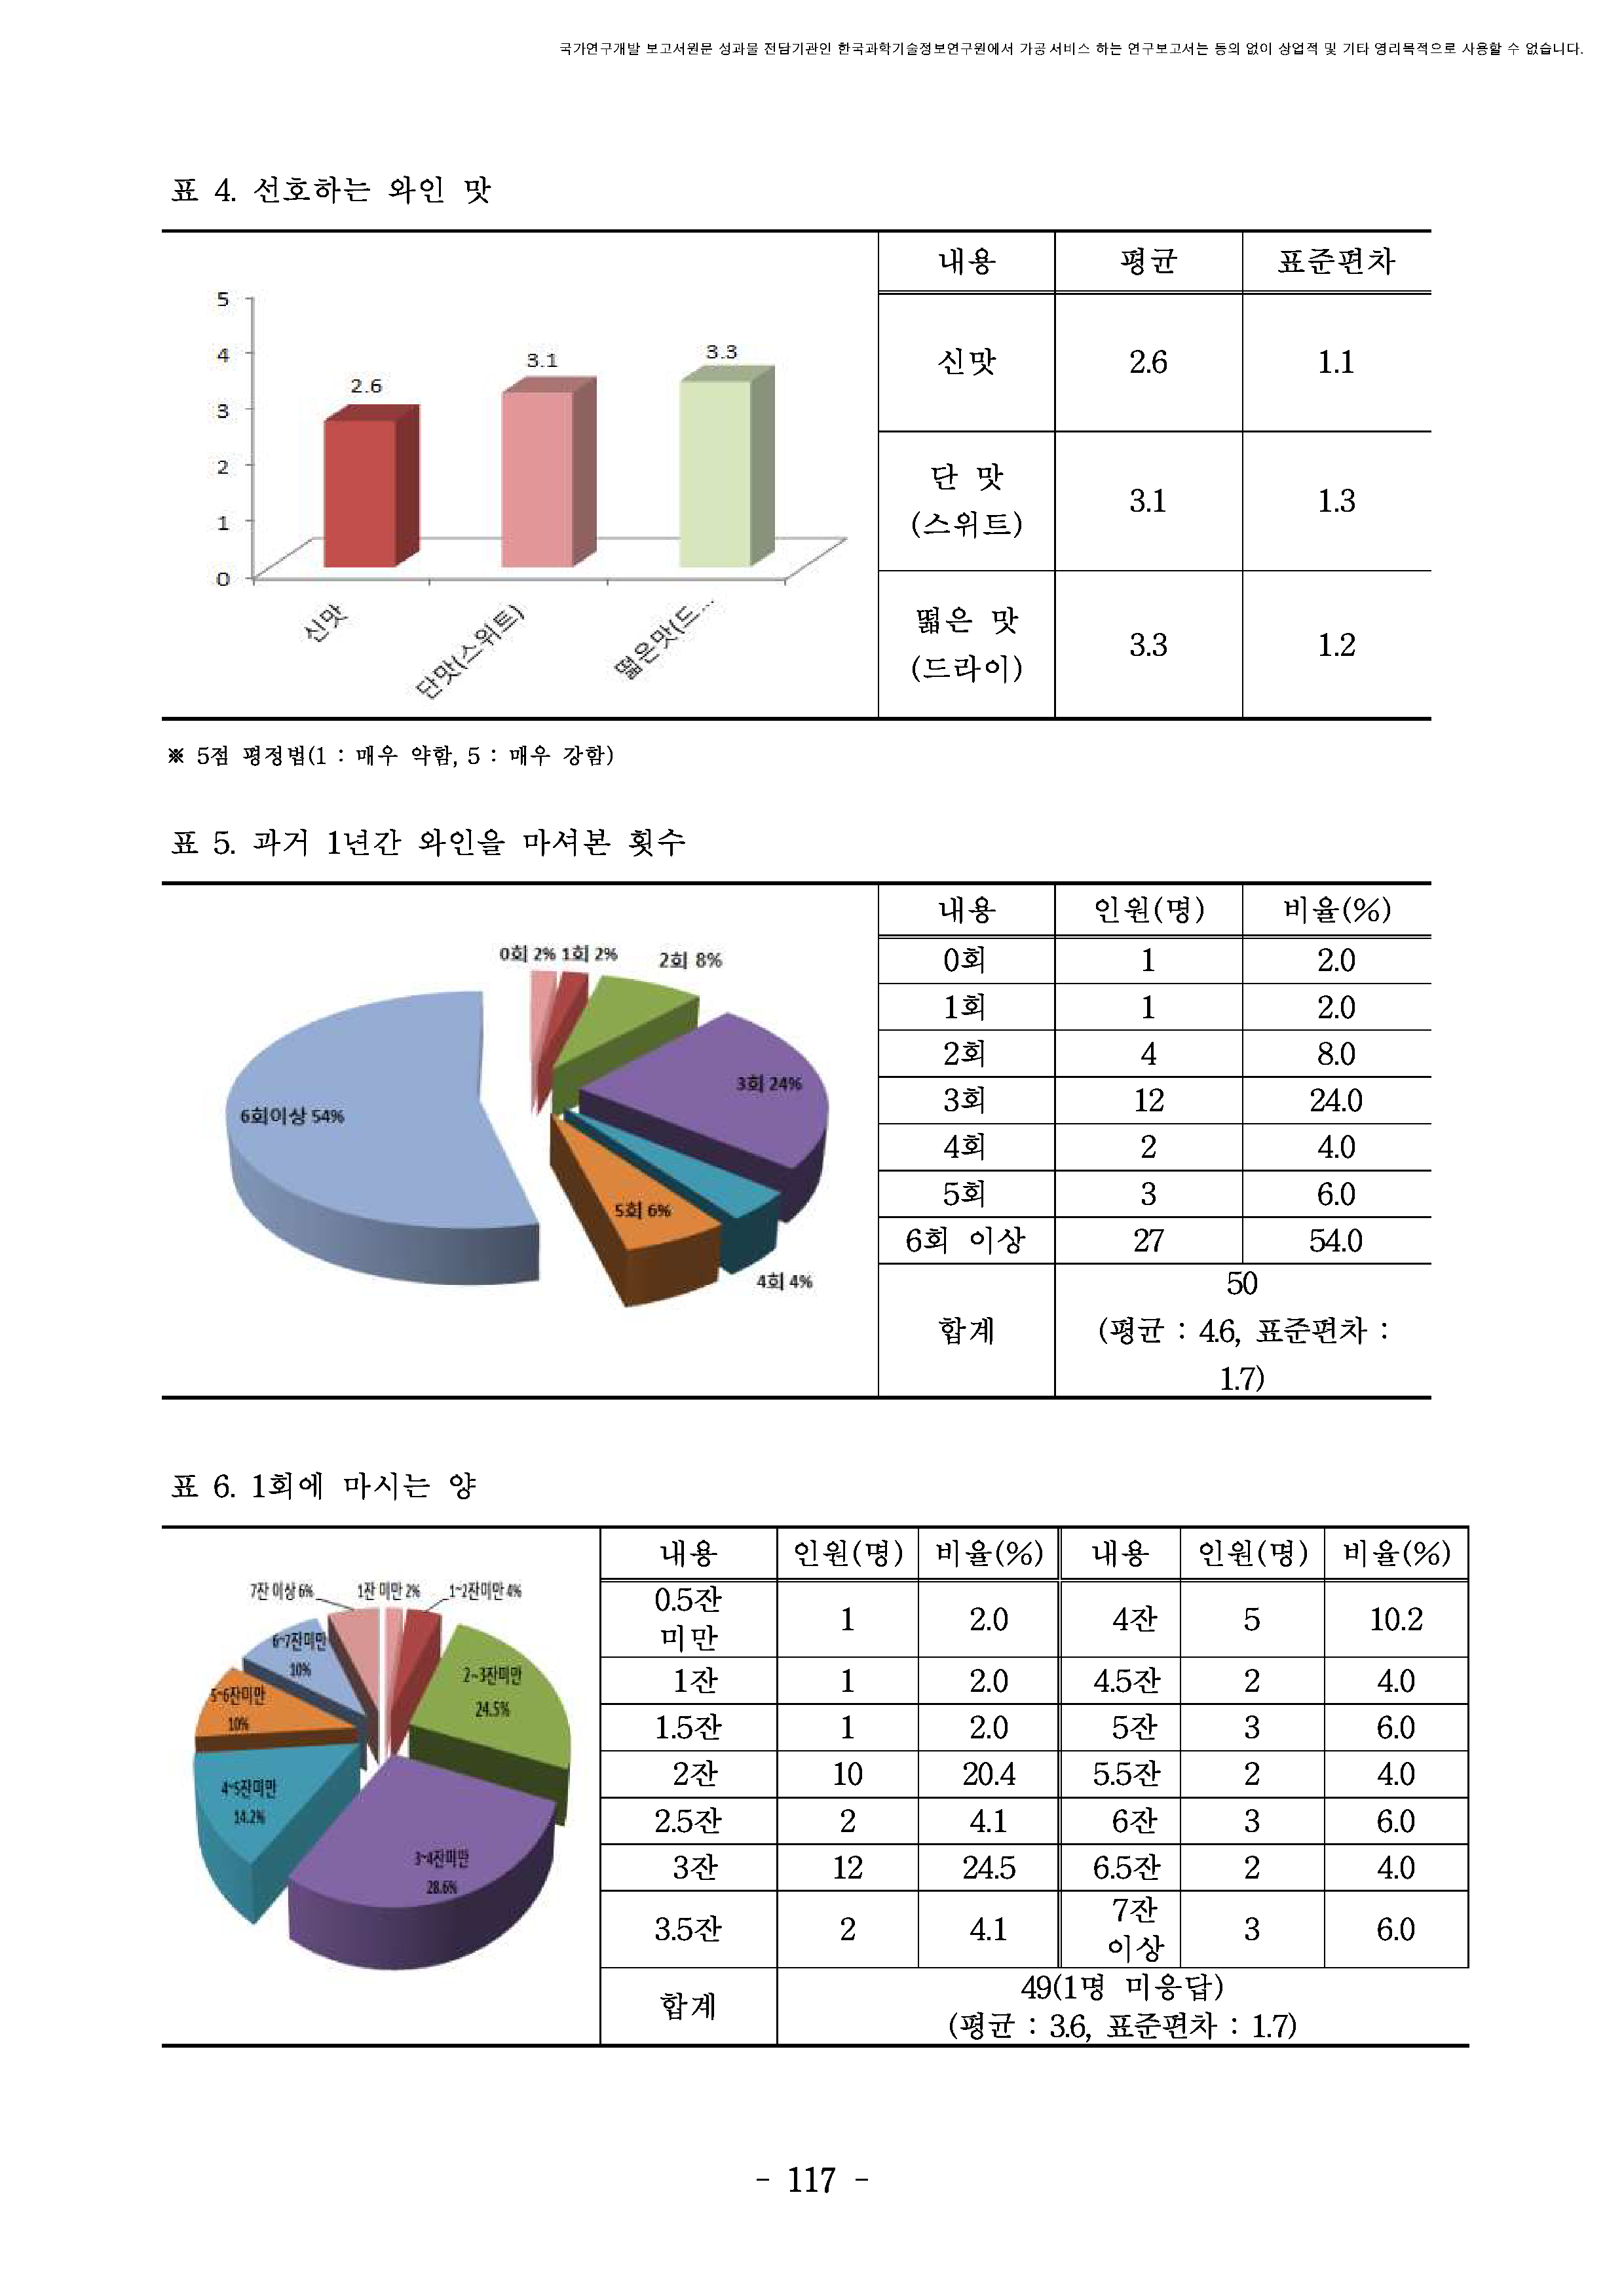 국가연구개발 보고서원문 성과물 전담기관인 한국과학기술정보연구원에서 가공·서비스 하는 연구보고서는 동의 없이 상업적 및 기타 영리목적으로 사용할 수 없습니다.
표 4. 선호하는 와인 맛
5
4
3
2
1
0
2.6
3.1
3.3
신맛
단맛(스위트)
떫은맛(드...
내용 평균 표준편차
신맛 2.6 1.1
단 맛
(스위트) 3.1 1.3
떫은 맛
(드라이) 3.3 1.2
※ 5점 평정법(1 : 매우 약함, 5 : 매우 강함)
표 5. 과거 1년간 와인을 마셔본 횟수
0회 2% 1회 2%
2회 8%
3회 24%
6회이상 54%
5회 6%
4회 4%
내용 인원(명) 비율(%)
0회 1 2.0
1회 1 2.0
2회 4 8.0
3회 12 24.0
4회 2 4.0
5회 3 6.0
6회 이상 27 54.0
합계
50
(평균 : 4.6, 표준편차 :
1.7)
표 6. 1회에 마시는 양
7잔 이상 6%
1잔 미만 2%
1~2잔미만 4%
6~7잔미만
10%
2~3잔미만
24.5%
5~6잔미만
10%
4~5잔미만
14.2%
3~4잔미만
28.6%
내용 인원(명) 비율(%) 내용 인원(명) 비율(%)
0.5잔
미만 1 2.0 4잔 5 10.2
1잔 1 2.0 4.5잔 2 4.0
1.5잔 1 2.0 5잔 3 6.0
2잔 10 20.4 5.5잔 2 4.0
2.5잔 2 4.1 6잔 3 6.0
3잔 12 24.5 6.5잔 2 4.0
3.5잔 2 4.1 7잔
이상 3 6.0
합계
49(1명 미응답)
(평균 : 3.6, 표준편차 : 1.7)
- 117 -